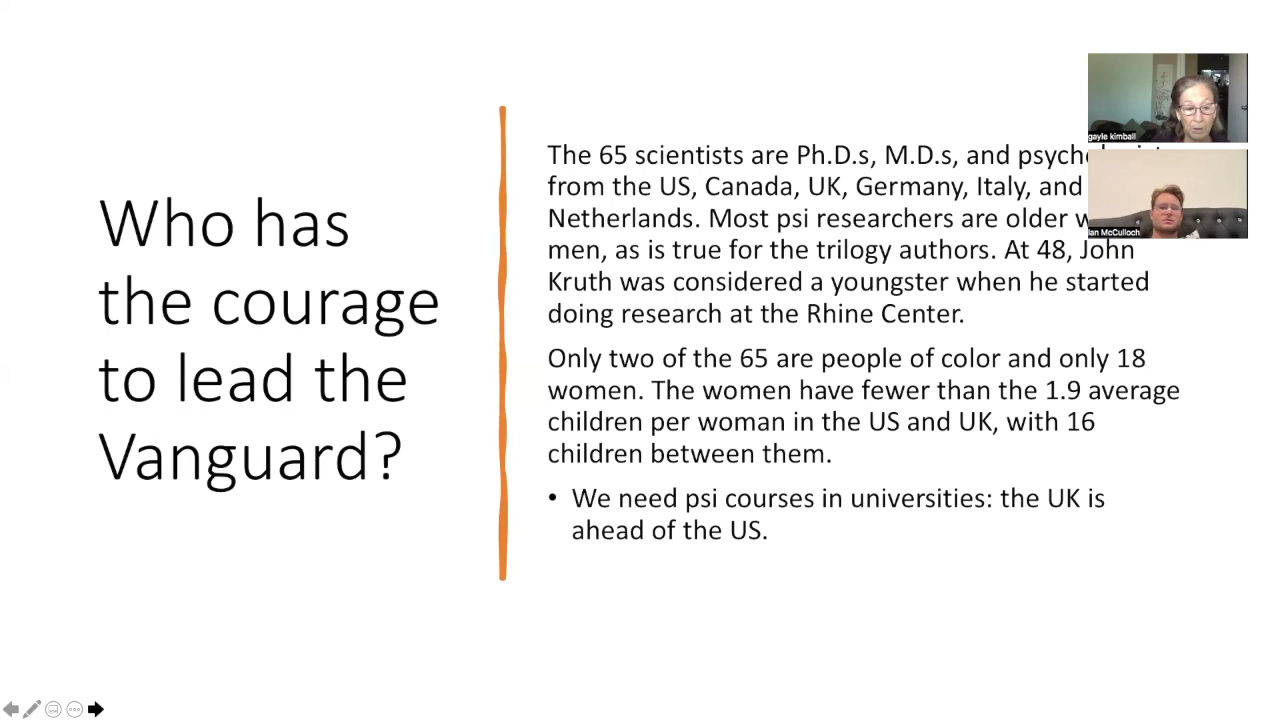 Who has
the courage
to lead the
Vanguard?
The 65 scientists are Ph.D.s, M.D.s, and
from the US, Canada, UK, Germany, Italy, and
Netherlands. Most psi researchers are older
men, as is true for the trilogy authors. At 48, John
Kruth was considered a youngster when he started
doing research at the Rhine Center.
Only two of the 65 are people of color and only 18
women. The women have fewer than the 1.9 average
children per woman in the US and UK, with 16
children between them.
• We need psi courses in universities: the UK is
ahead of the US.
gayle kimball
Ian McCulloch